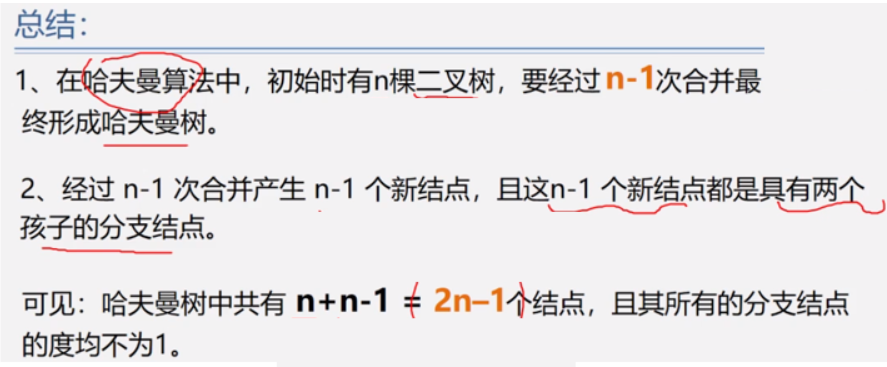 总结：
1、在哈夫曼算法中，初始时有n棵二叉树，要经过n-1次合并最
终形成哈夫曼树。
2、经过 n-1 次合并产生 n-1 个新结点，且这n-1 个新结点都是具有两个
孩子的分支结点。
可见：哈夫曼树中共有 n+n-1 = 2n–1个结点，且其所有的分支结点
的度均不为1。